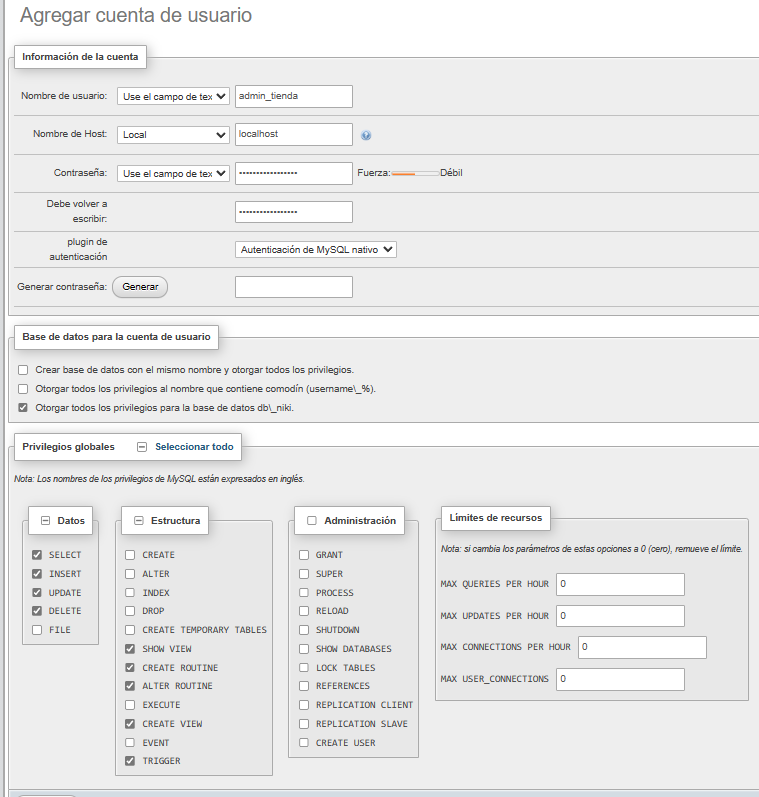 Agregar cuenta de usuario
Información de la cuenta
Nombre de usuario: Use el campo de tex admin_tienda
Nombre de Host: Local localhost
Contraseña: Use el campo de tex ••••••••••••••••• Fuerza: Débil
Debe volver a
escribir: •••••••••••••••••
plugin de
autenticación Autenticación de MySQL nativo
Generar contraseña: Generar
Base de datos para la cuenta de usuario
Crear base de datos con el mismo nombre y otorgar todos los privilegios.
Otorgar todos los privilegios al nombre que contiene comodín (username\_%).
Otorgar todos los privilegios para la base de datos db\_niki.
Privilegios globales Seleccionar todo
Nota: Los nombres de los privilegios de MySQL están expresados en inglés.
Datos
SELECT
INSERT
UPDATE
DELETE
FILE
Estructura
CREATE
ALTER
INDEX
DROP
CREATE TEMPORARY TABLES
SHOW VIEW
CREATE ROUTINE
ALTER ROUTINE
EXECUTE
CREATE VIEW
EVENT
TRIGGER
Administración
GRANT
SUPER
PROCESS
RELOAD
SHUTDOWN
SHOW DATABASES
LOCK TABLES
REFERENCES
REPLICATION CLIENT
REPLICATION SLAVE
CREATE USER
Límites de recursos
Nota: si cambia los parámetros de estas opciones a 0 (cero), remueve el límite.
MAX QUERIES PER HOUR 0
MAX UPDATES PER HOUR 0
MAX CONNECTIONS PER HOUR 0
MAX USER_CONNECTIONS 0